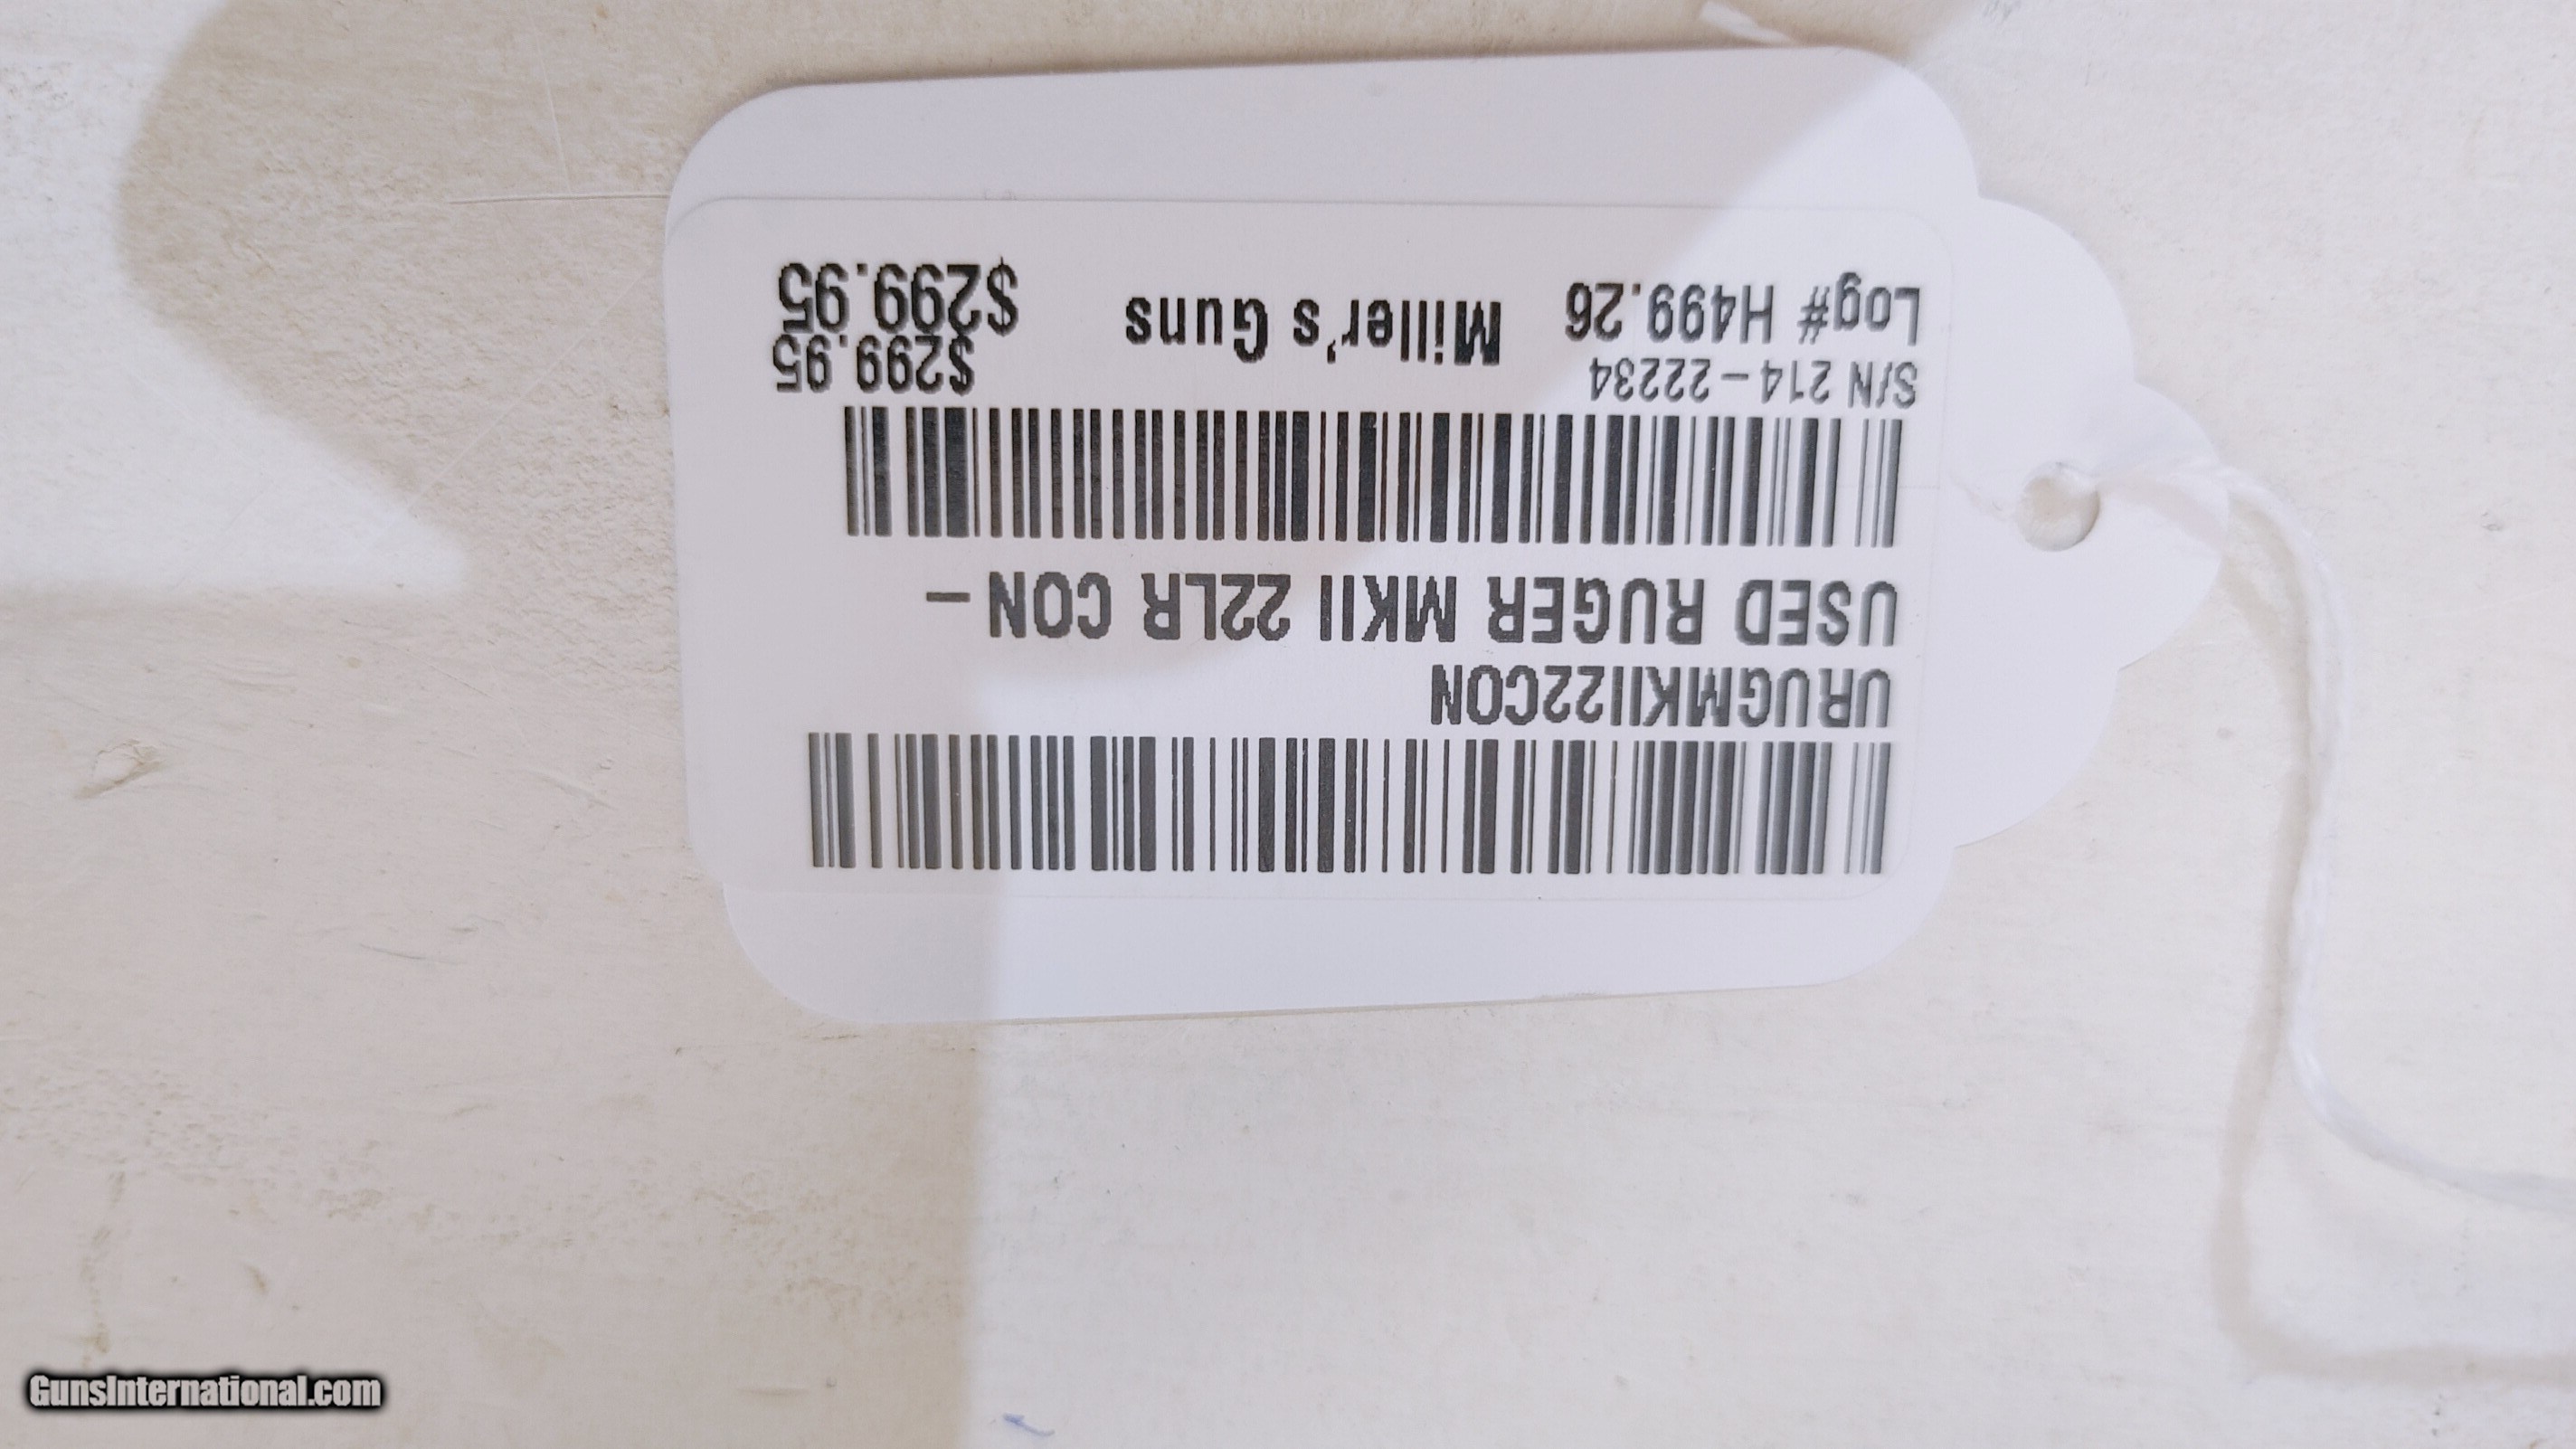 URUGMKII22CON
USED RUGER MKII 22LR CON-
S/N 214-22234
$299.95
Log# H499.26
Miller's Guns
$299.95
GunsInternational.com